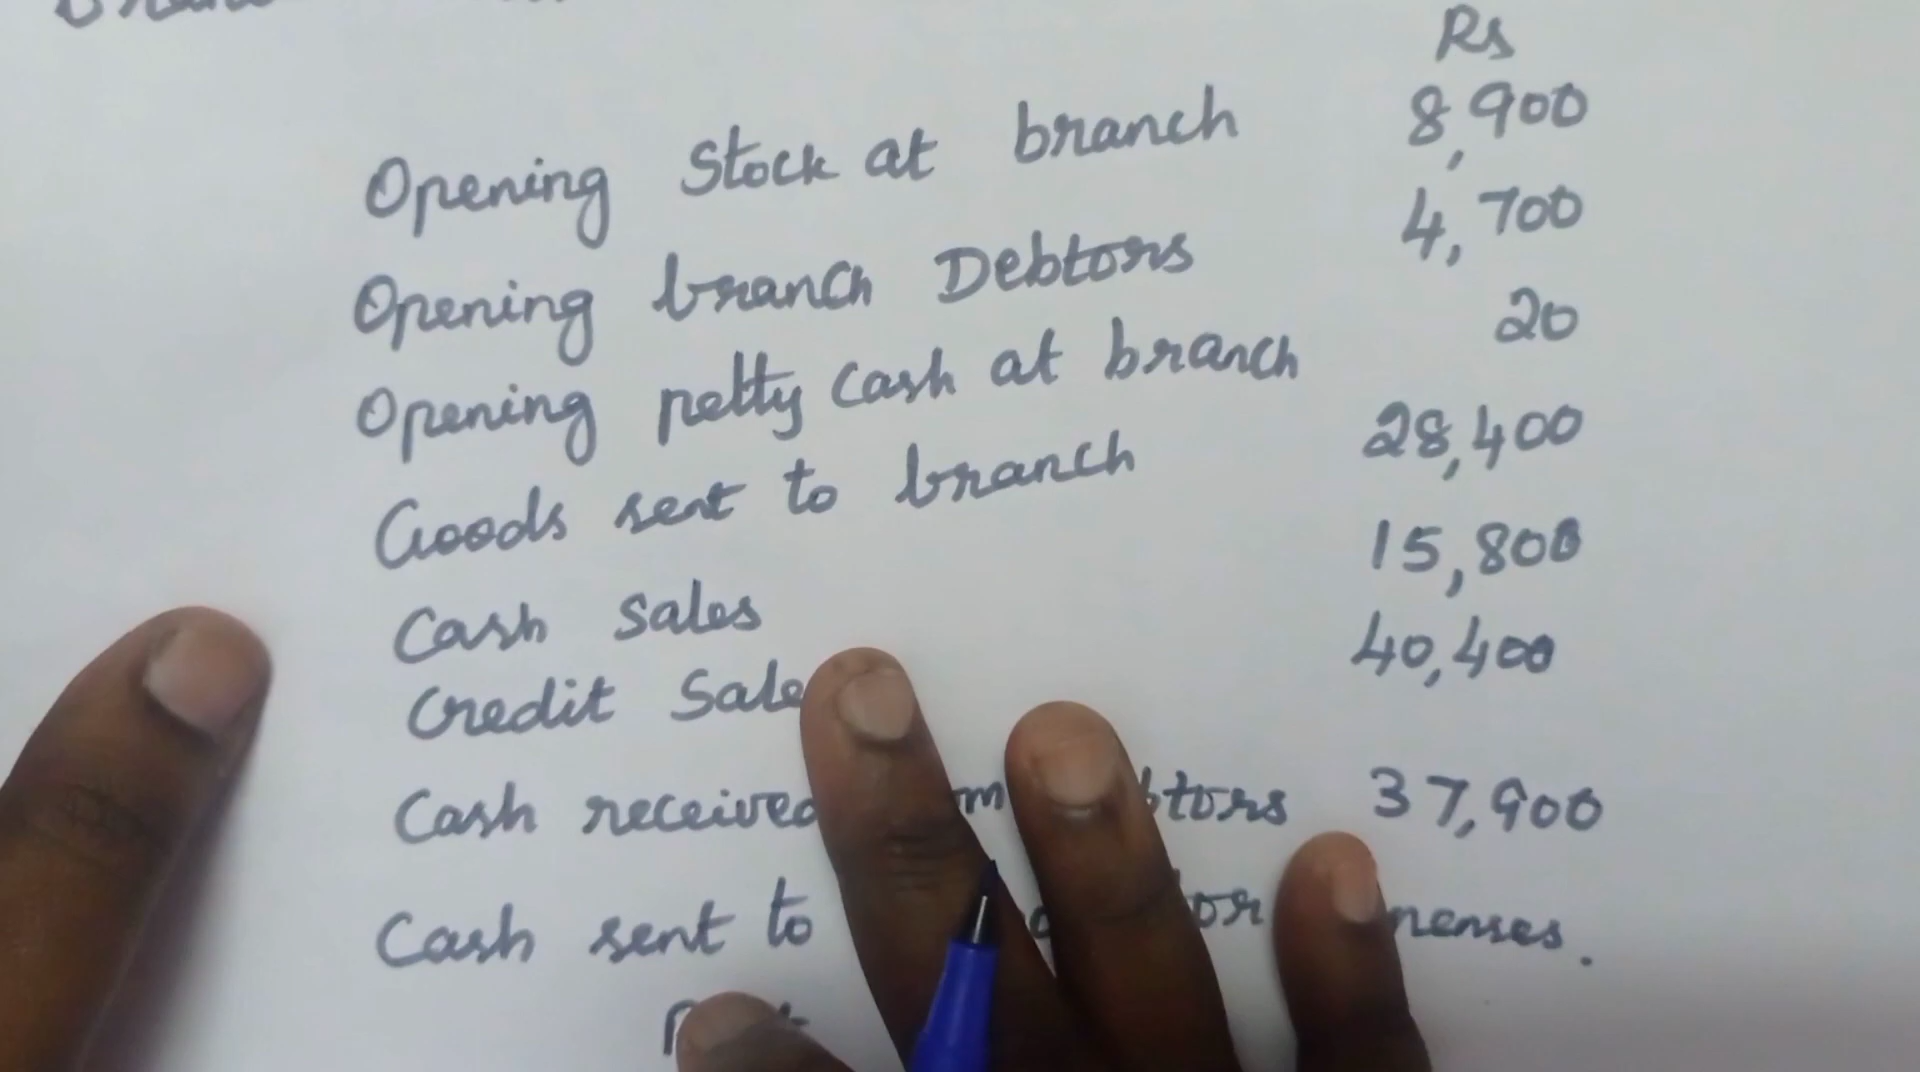 Rs
Opening Stock at branch 8,900
Opening branch Debtors 4,700
Opening petty cash at branch 20
Goods sent to branch 28,400
Cash Sales 15,800
Credit Sale 40,400
Cash received 37,900
Cash sent to